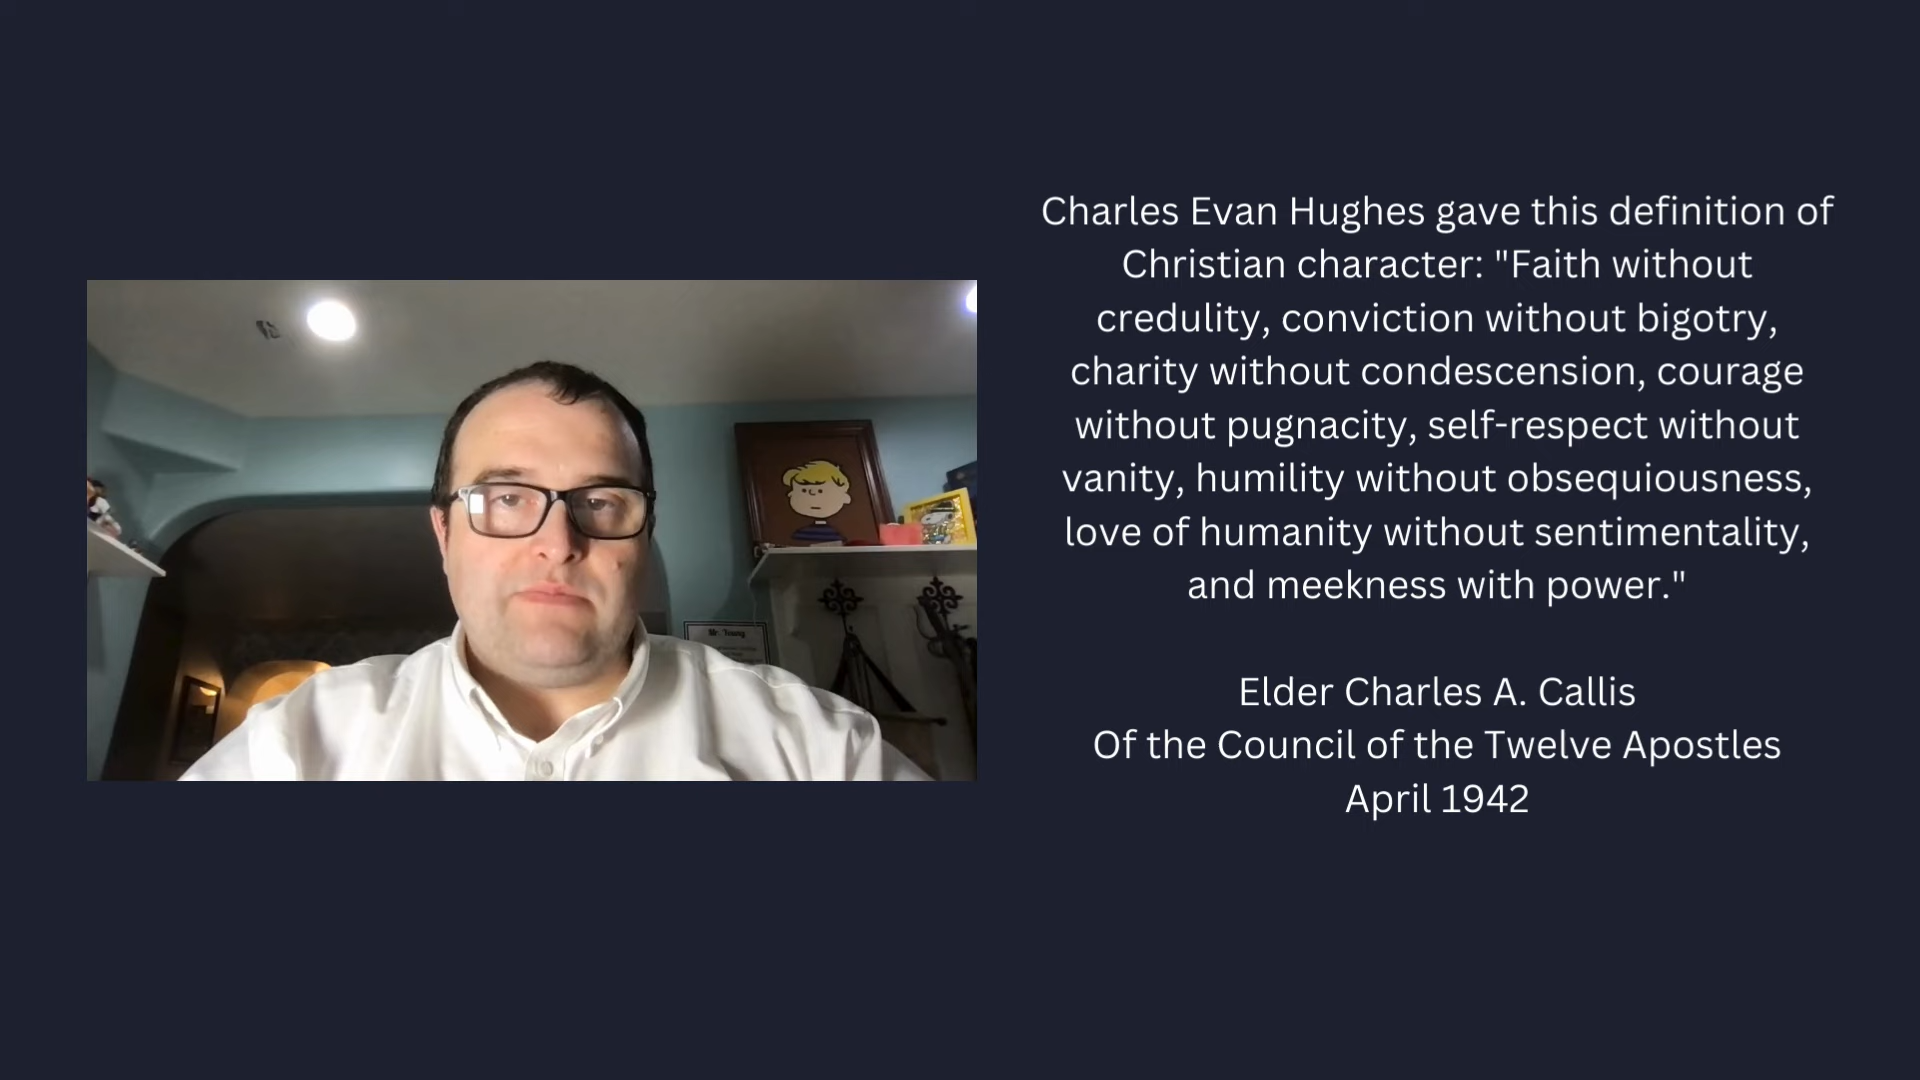 Charles Evan Hughes gave this definition of
Christian character: "Faith without
credulity, conviction without bigotry,
charity without condescension, courage
without pugnacity, self-respect without
vanity, humility without obsequiousness,
love of humanity without sentimentality,
and meekness with power."
Elder Charles A. Callis
Of the Council of the Twelve Apostles
April 1942
Mr. Young